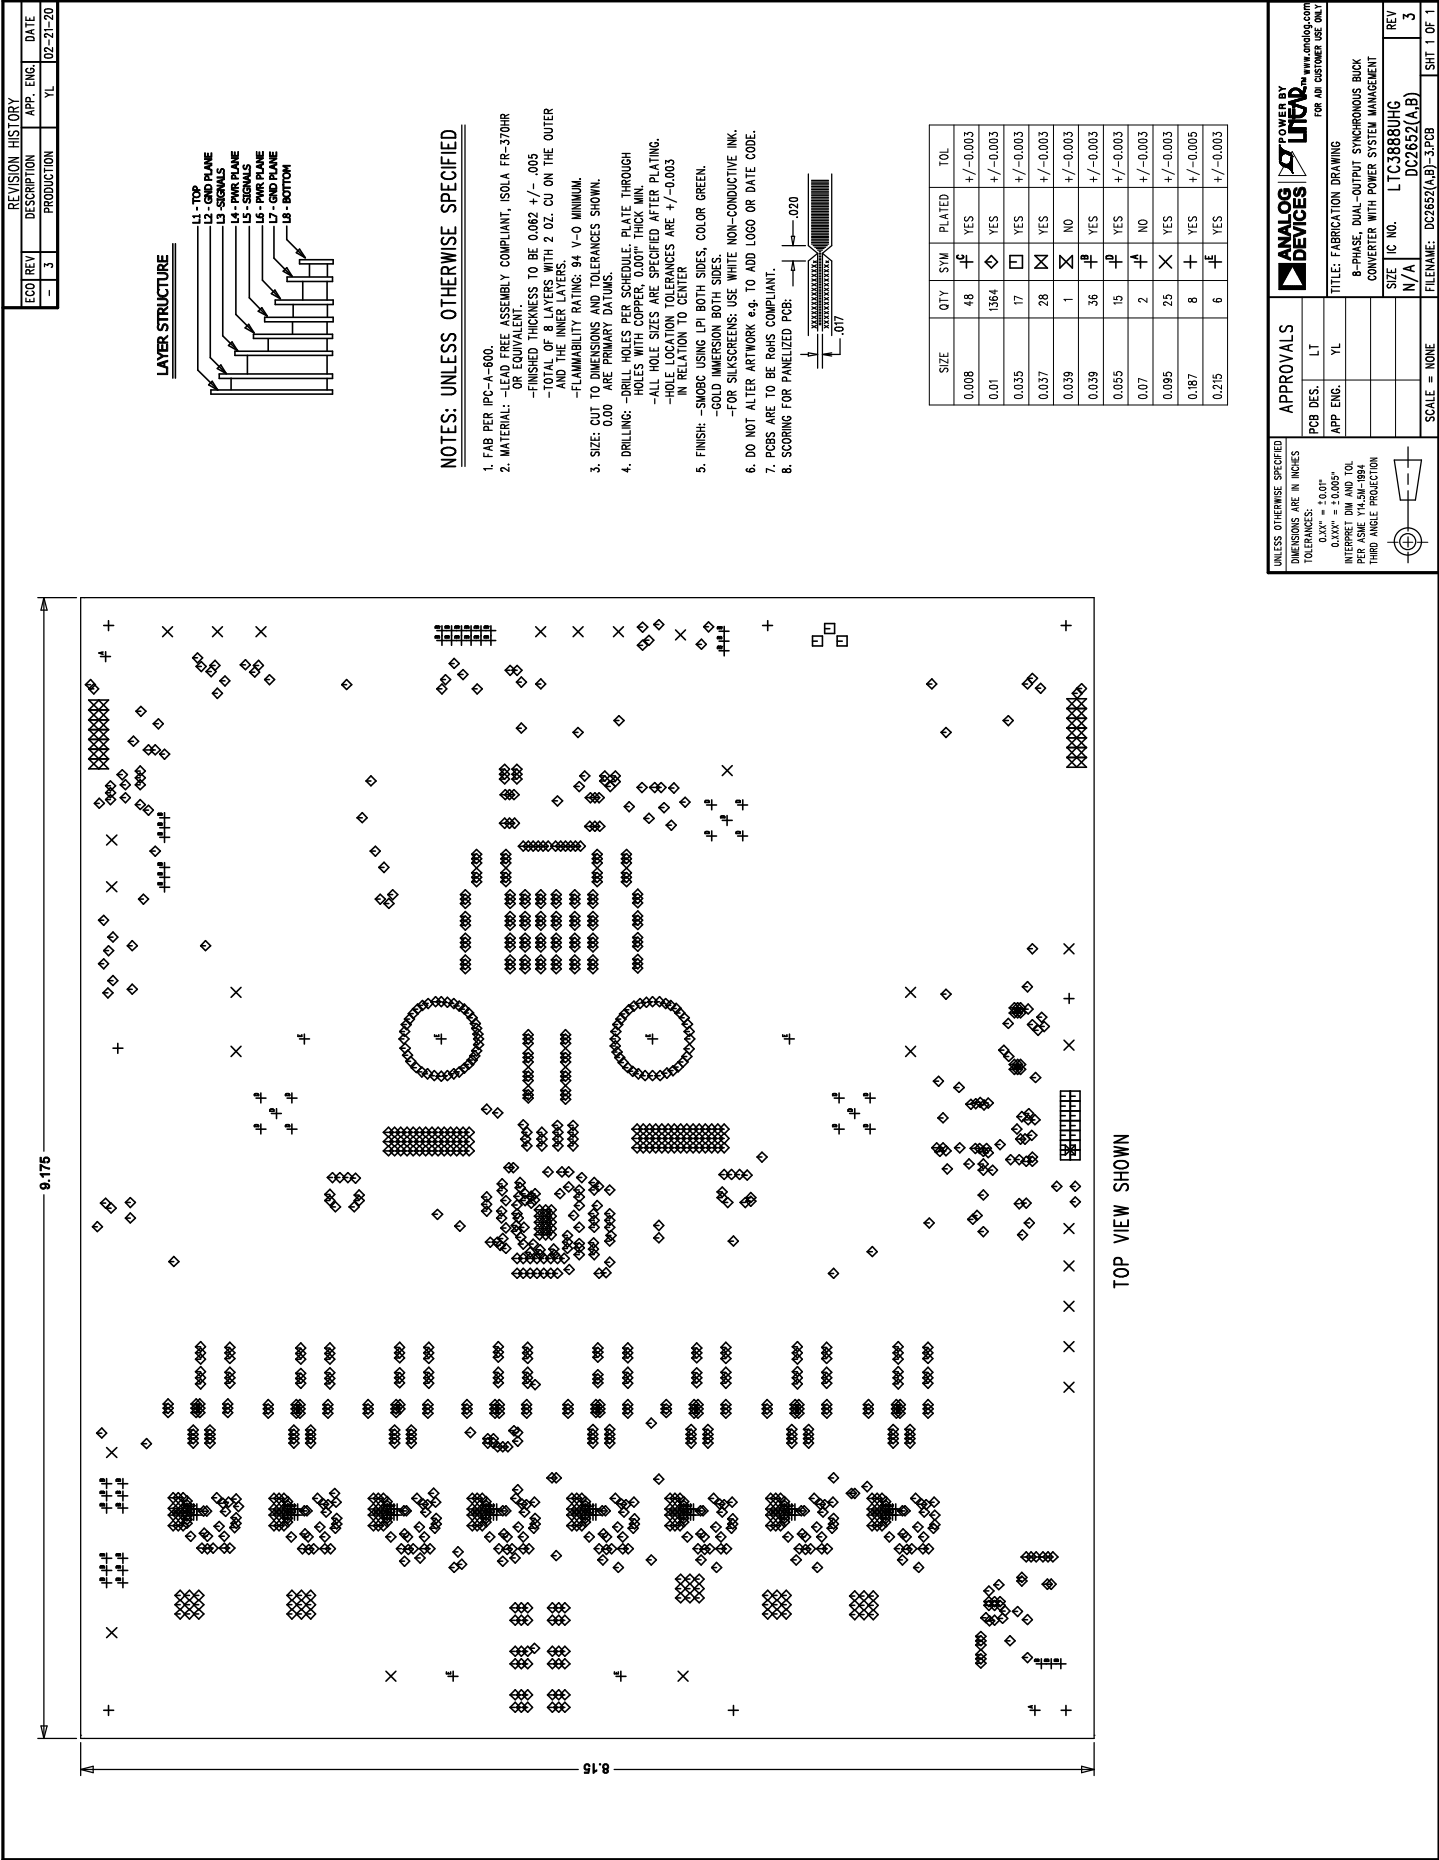 REVISION HISTORY
ECO REV DESCRIPTION APP. ENG. DATE
- 3 PRODUCTION YL 02-21-20
LAYER STRUCTURE
L1 - TOP
L2 - GND PLANE
L3 -SIGNALS
L4 - PWR PLANE
L5 - SIGNALS
L6 - PWR PLANE
L7 - GND PLANE
L8 - BOTTOM
NOTES: UNLESS OTHERWISE SPECIFIED
1. FAB PER IPC-A-600.
2. MATERIAL: -LEAD FREE ASSEMBLY COMPLIANT, ISOLA FR-370HR
OR EQUIVALENT.
-FINISHED THICKNESS TO BE 0.062 +/- .005
-TOTAL OF 8 LAYERS WITH 2 OZ. CU ON THE OUTER
AND THE INNER LAYERS.
-FLAMMABILITY RATING: 94 V-0 MINIMUM.
3. SIZE: CUT TO DIMENSIONS AND TOLERANCES SHOWN.
0.00 ARE PRIMARY DATUMS.
4. DRILLING: -DRILL HOLES PER SCHEDULE. PLATE THROUGH
HOLES WITH COPPER, 0.001" THICK MIN.
-ALL HOLE SIZES ARE SPECIFIED AFTER PLATING.
-HOLE LOCATION TOLERANCES ARE +/-0.003
IN RELATION TO CENTER
5. FINISH: -SMOBC USING LPI BOTH SIDES, COLOR GREEN.
-GOLD IMMERSION BOTH SIDES.
-FOR SILKSCREENS: USE WHITE NON-CONDUCTIVE INK.
6. DO NOT ALTER ARTWORK e.g. TO ADD LOGO OR DATE CODE.
7. PCBS ARE TO BE RoHS COMPLIANT.
8. SCORING FOR PANELIZED PCB:
.020
.017
SIZE QTY SYM PLATED TOL
0.008 48 C YES +/-0.003
0.01 1364 YES +/-0.003
0.035 17 YES +/-0.003
0.037 28 YES +/-0.003
0.039 1 NO +/-0.003
0.039 36 B YES +/-0.003
0.055 15 D YES +/-0.003
0.07 2 A NO +/-0.003
0.095 25 YES +/-0.003
0.187 8 YES +/-0.005
0.215 6 E YES +/-0.003
9.175
8.15
TOP VIEW SHOWN
UNLESS OTHERWISE SPECIFIED
DIMENSIONS ARE IN INCHES
TOLERANCES:
0.XX" = ±0.01"
0.XXX" = ±0.005"
INTERPRET DIM AND TOL
PER ASME Y14.5M-1994
THIRD ANGLE PROJECTION
APPROVALS
PCB DES. LT
APP ENG. YL
SCALE = NONE
ANALOG DEVICES
POWER BY LINEAR™ www.analog.com
FOR ADI CUSTOMER USE ONLY
TITLE: FABRICATION DRAWING
8-PHASE, DUAL-OUTPUT SYNCHRONOUS BUCK
CONVERTER WITH POWER SYSTEM MANAGEMENT
SIZE N/A
IC NO. LTC3888UHG
DC2652(A,B)
REV 3
FILENAME: DC2652(A,B)-3.PCB
SHT 1 OF 1